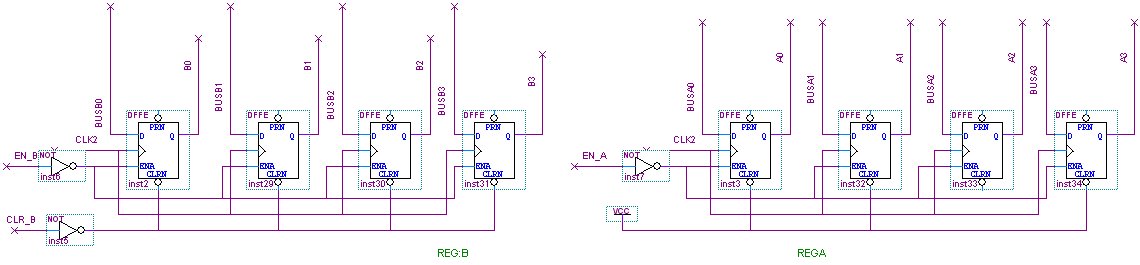 BUSB0
B0
BUSB1
B1
BUSB2
B2
BUSB3
B3
BUSA0
A0
BUSA1
A1
BUSA2
A2
BUSA3
A3
DFFE
DFFE
DFFE
DFFE
DFFE
DFFE
DFFE
DFFE
PRN
PRN
PRN
PRN
PRN
PRN
PRN
PRN
D Q
D Q
D Q
D Q
D Q
D Q
D Q
D Q
CLK2
CLK2
EN_B
NOT
EN_A
NOT
ENA
ENA
ENA
ENA
ENA
ENA
ENA
ENA
CLRN
CLRN
CLRN
CLRN
CLRN
CLRN
CLRN
CLRN
inst6
inst2
inst29
inst30
inst31
inst7
inst3
inst32
inst33
inst34
CLR_B
NOT
inst5
VCC
REG:B
REGA